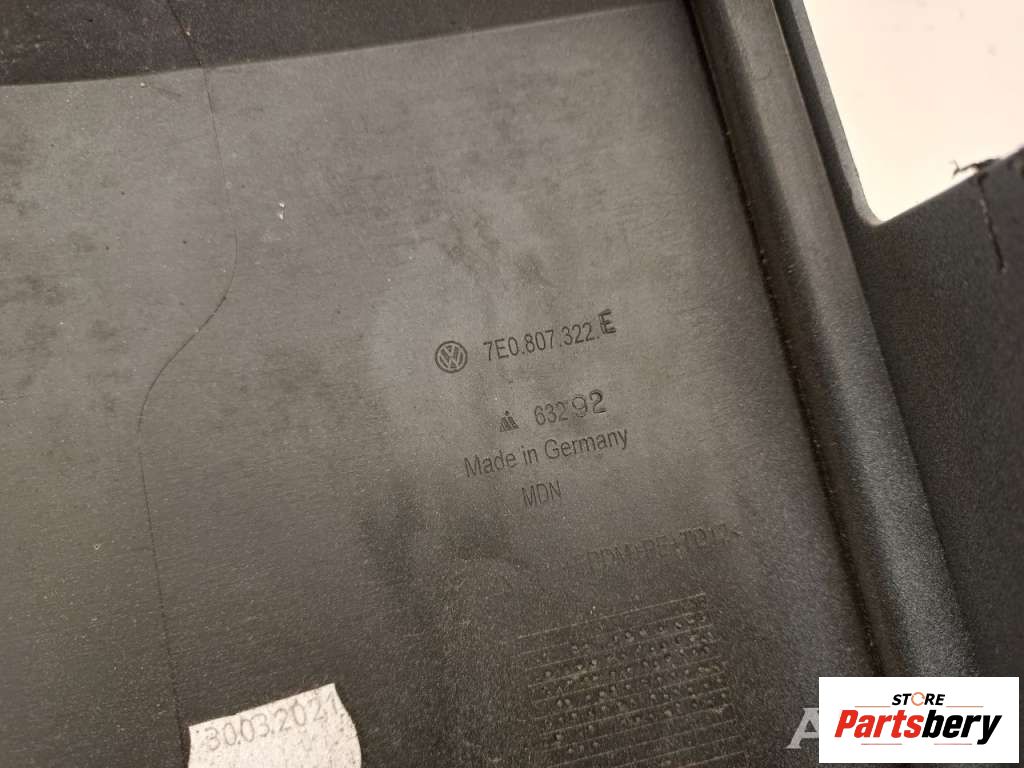 7E0.807.322.E
63292
Made in Germany
MDN
30.03.2021
STORE
Partsbery